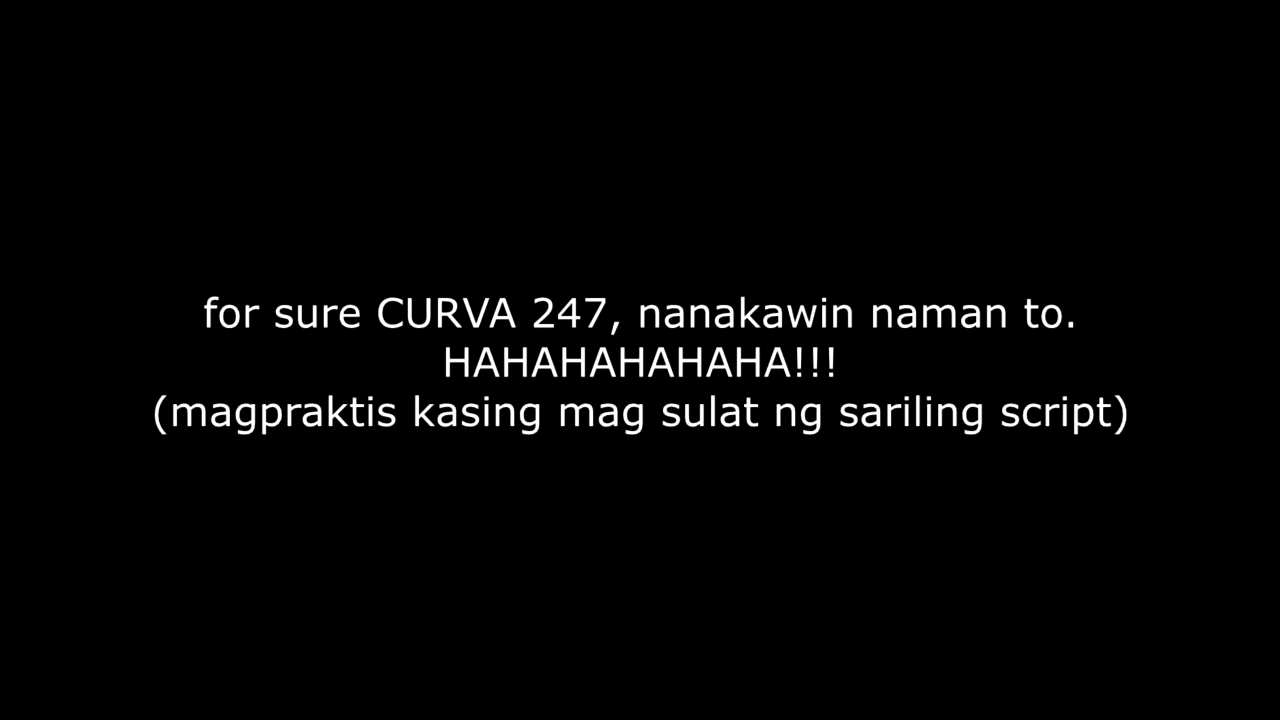 for sure CURVA 247, nanakawin naman to.
HAHAHAHAHAHA!!!
(magpraktis kasing mag sulat ng sariling script)